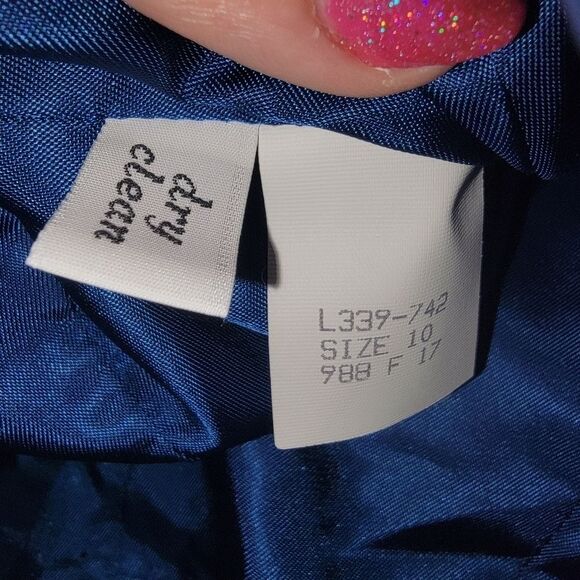 dry
clean
L339-742
SIZE 10
988 F 17